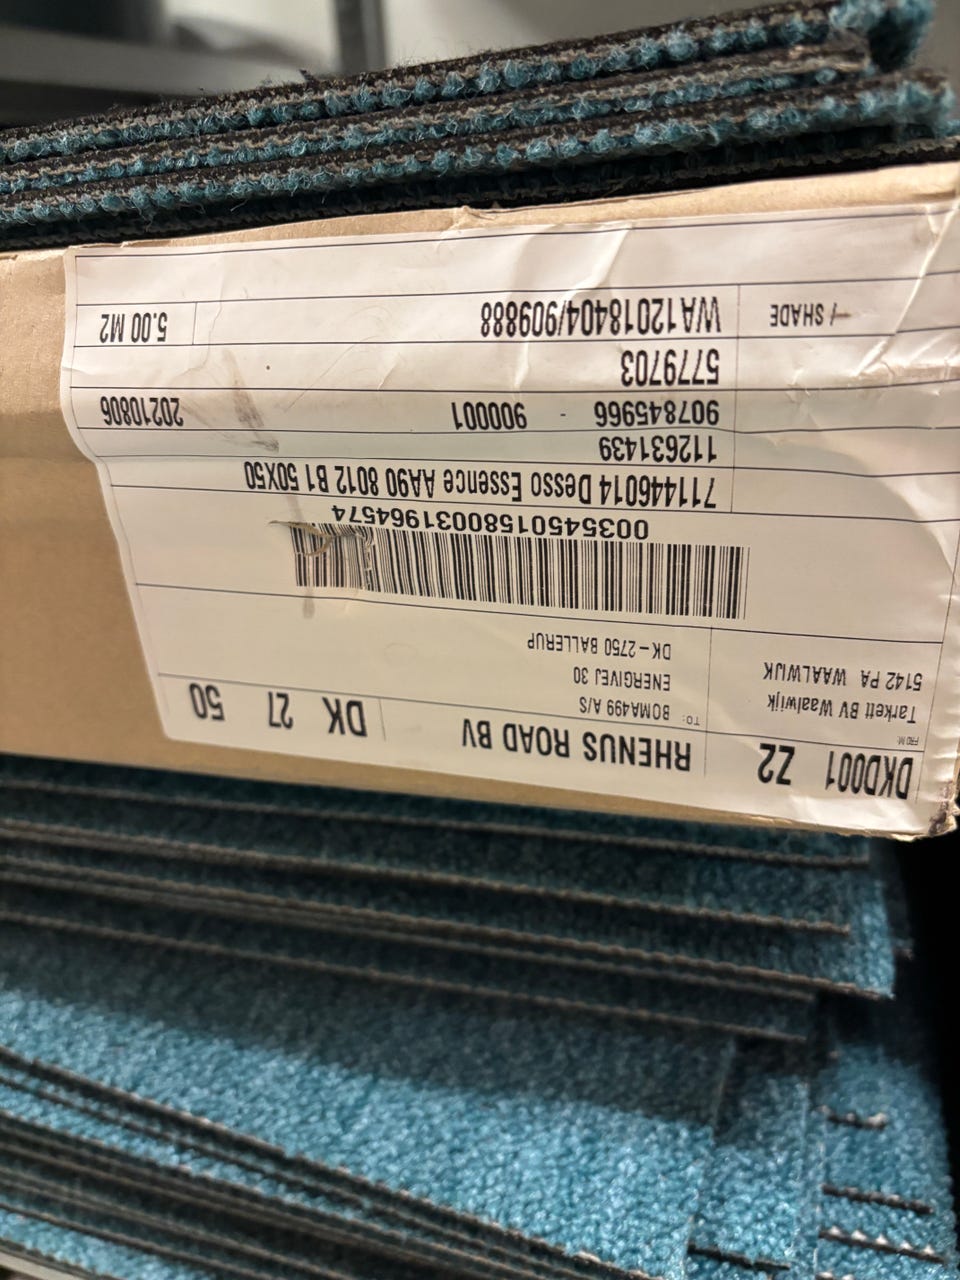 DKD001 Z2 RHENUS ROAD BV DK 27 50
FROM:
Tarkett BV Waalwijk
5142 PA WAALWIJK
TO:
BOMA499 A/S
ENERGIVEJ 30
DK-2750 BALLERUP
00354501580031964574
711446014 Desso Essence AA90 8012 B1 50X50
112631439
907845966 - 900001 20210806
5779703
/ SHADE WA12018404/909888 5.00 M2